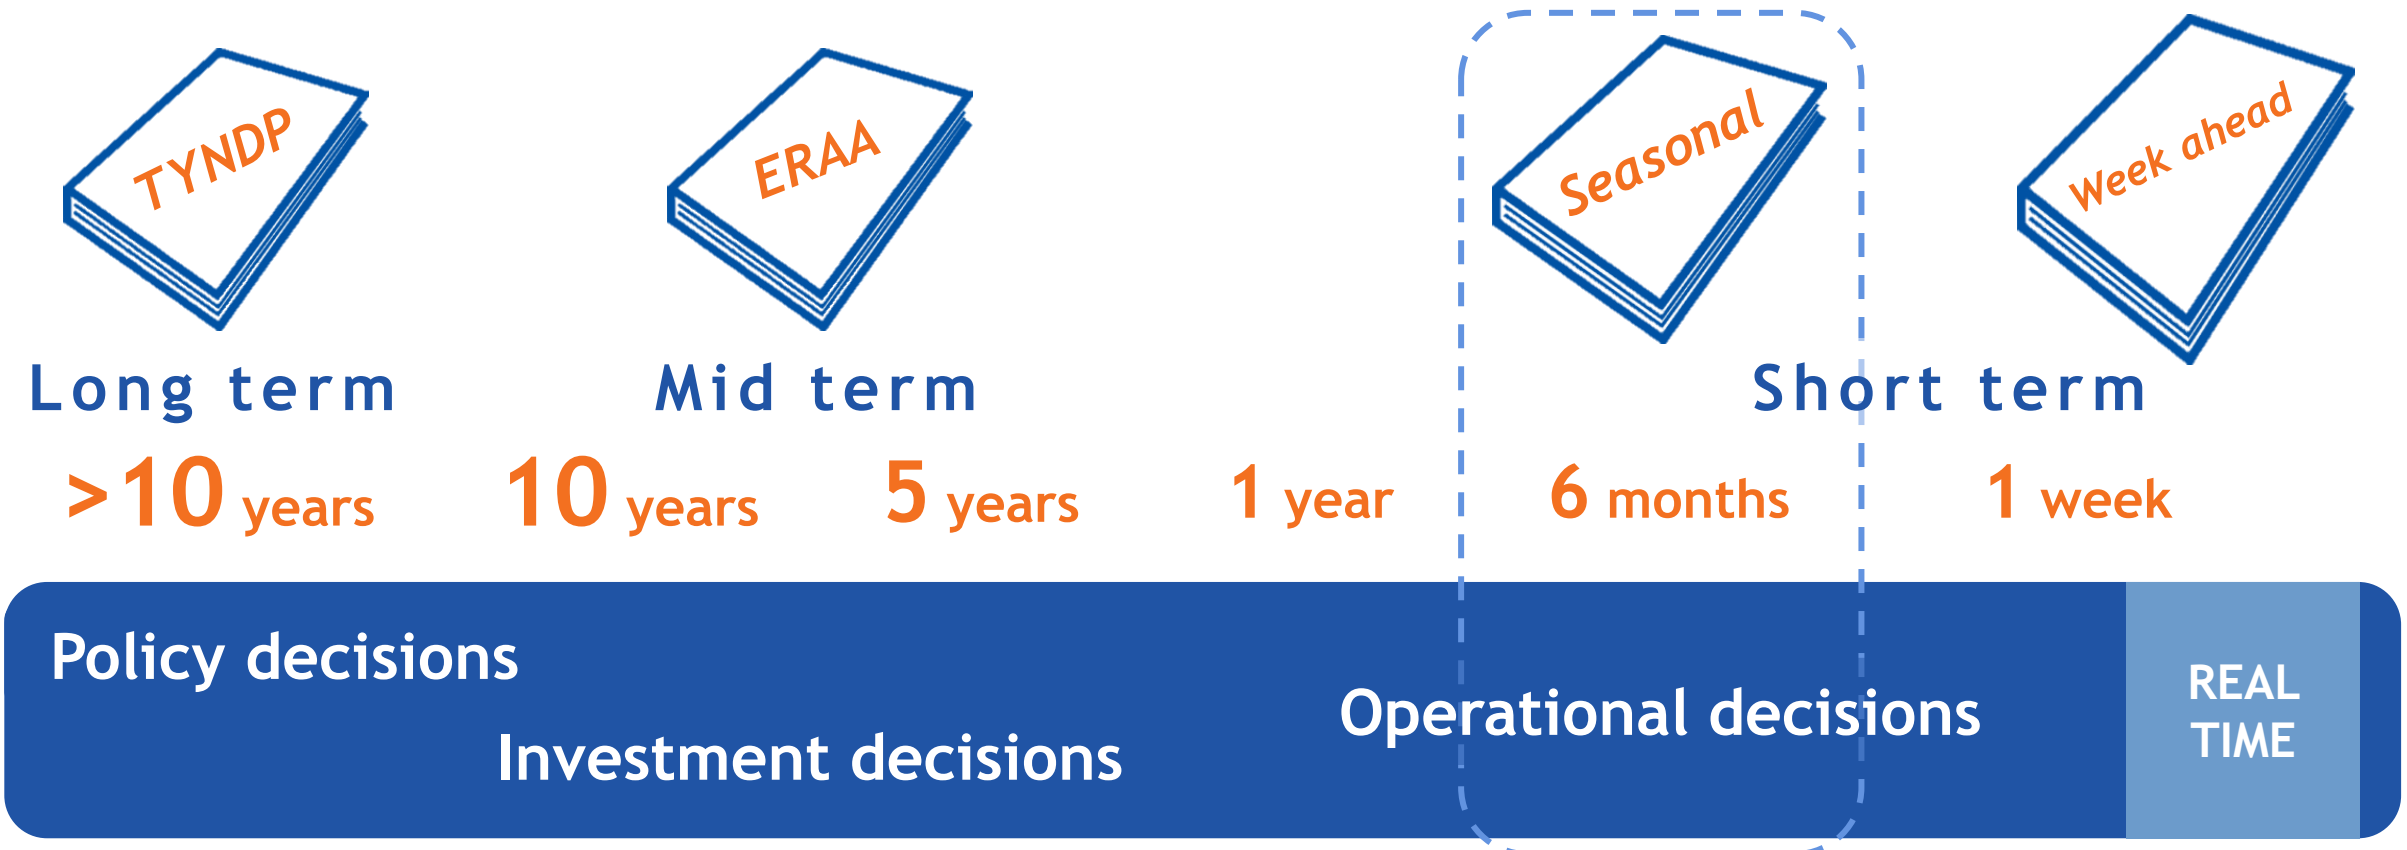 TYNDP
ERAA
Seasonal
Week ahead
Long term
Mid term
Short term
>10 years
10 years
5 years
1 year
6 months
1 week
Policy decisions
Investment decisions
Operational decisions
REAL
TIME